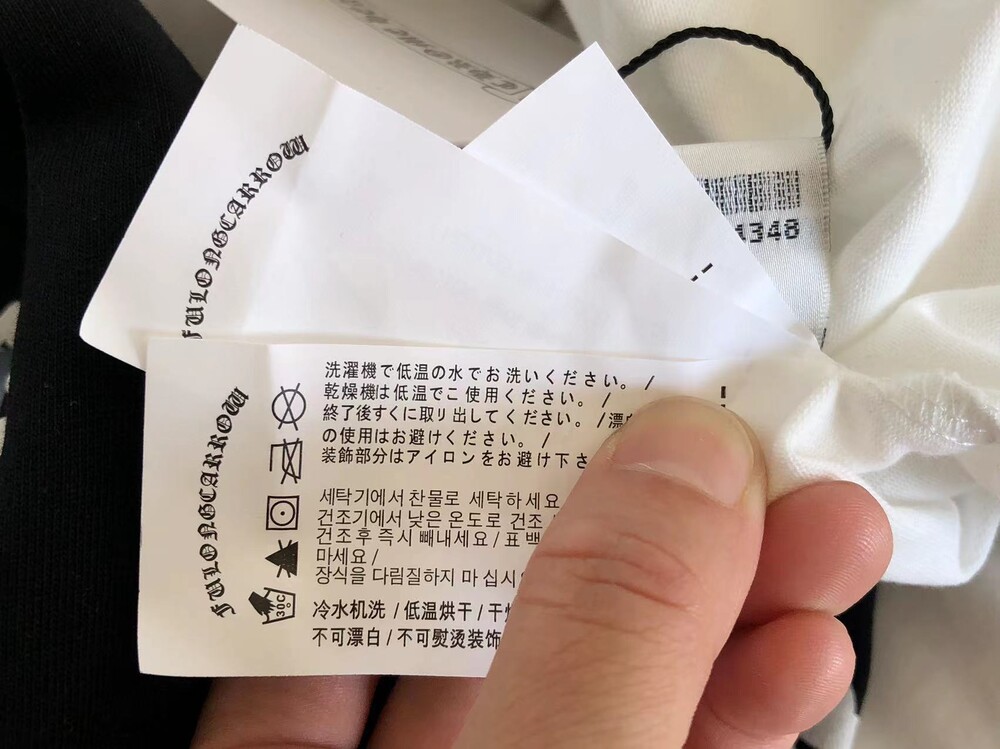 FULONGCARROW
348
FULONGCARROW
洗濯機で低温の水でお洗いください。 /
乾燥機は低温でご使用ください。 /
終了後すぐに取り出してください。 /漂
の使用はお避けください。 /
装飾部分はアイロンをお避け下さ
세탁기에서 찬물로 세탁하세요
건조기에서 낮은 온도로 건조
건조후 즉시 빼내세요 / 표백
마세요 /
장식을 다림질하지 마 십시
30C
冷水机洗 / 低温烘干 / 干
不可漂白 / 不可熨烫装饰